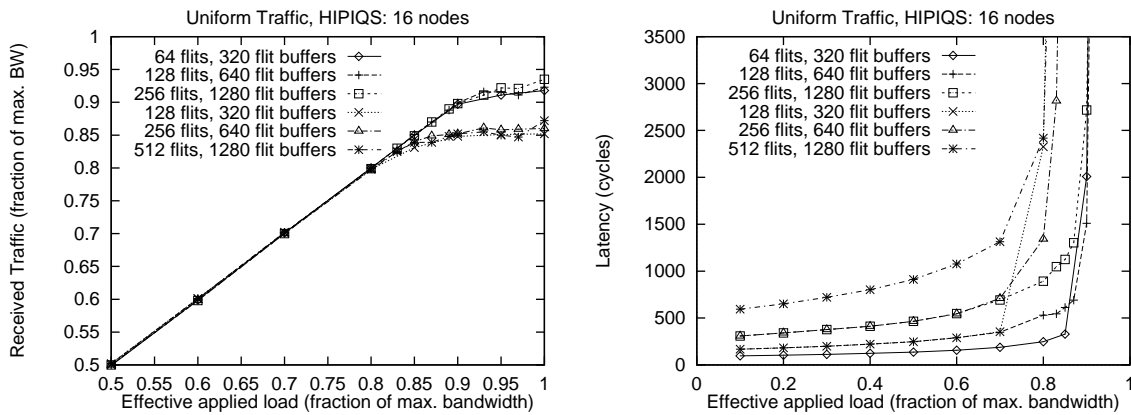 Uniform Traffic, HIPIQS: 16 nodes
Received Traffic (fraction of max. BW)
1
0.95
0.9
0.85
0.8
0.75
0.7
0.65
0.6
0.55
0.5
64 flits, 320 flit buffers
128 flits, 640 flit buffers
256 flits, 1280 flit buffers
128 flits, 320 flit buffers
256 flits, 640 flit buffers
512 flits, 1280 flit buffers
0.5 0.55 0.6 0.65 0.7 0.75 0.8 0.85 0.9 0.95 1
Effective applied load (fraction of max. bandwidth)
Uniform Traffic, HIPIQS: 16 nodes
Latency (cycles)
3500
3000
2500
2000
1500
1000
500
0
64 flits, 320 flit buffers
128 flits, 640 flit buffers
256 flits, 1280 flit buffers
128 flits, 320 flit buffers
256 flits, 640 flit buffers
512 flits, 1280 flit buffers
0 0.2 0.4 0.6 0.8 1
Effective applied load (fraction of max. bandwidth)